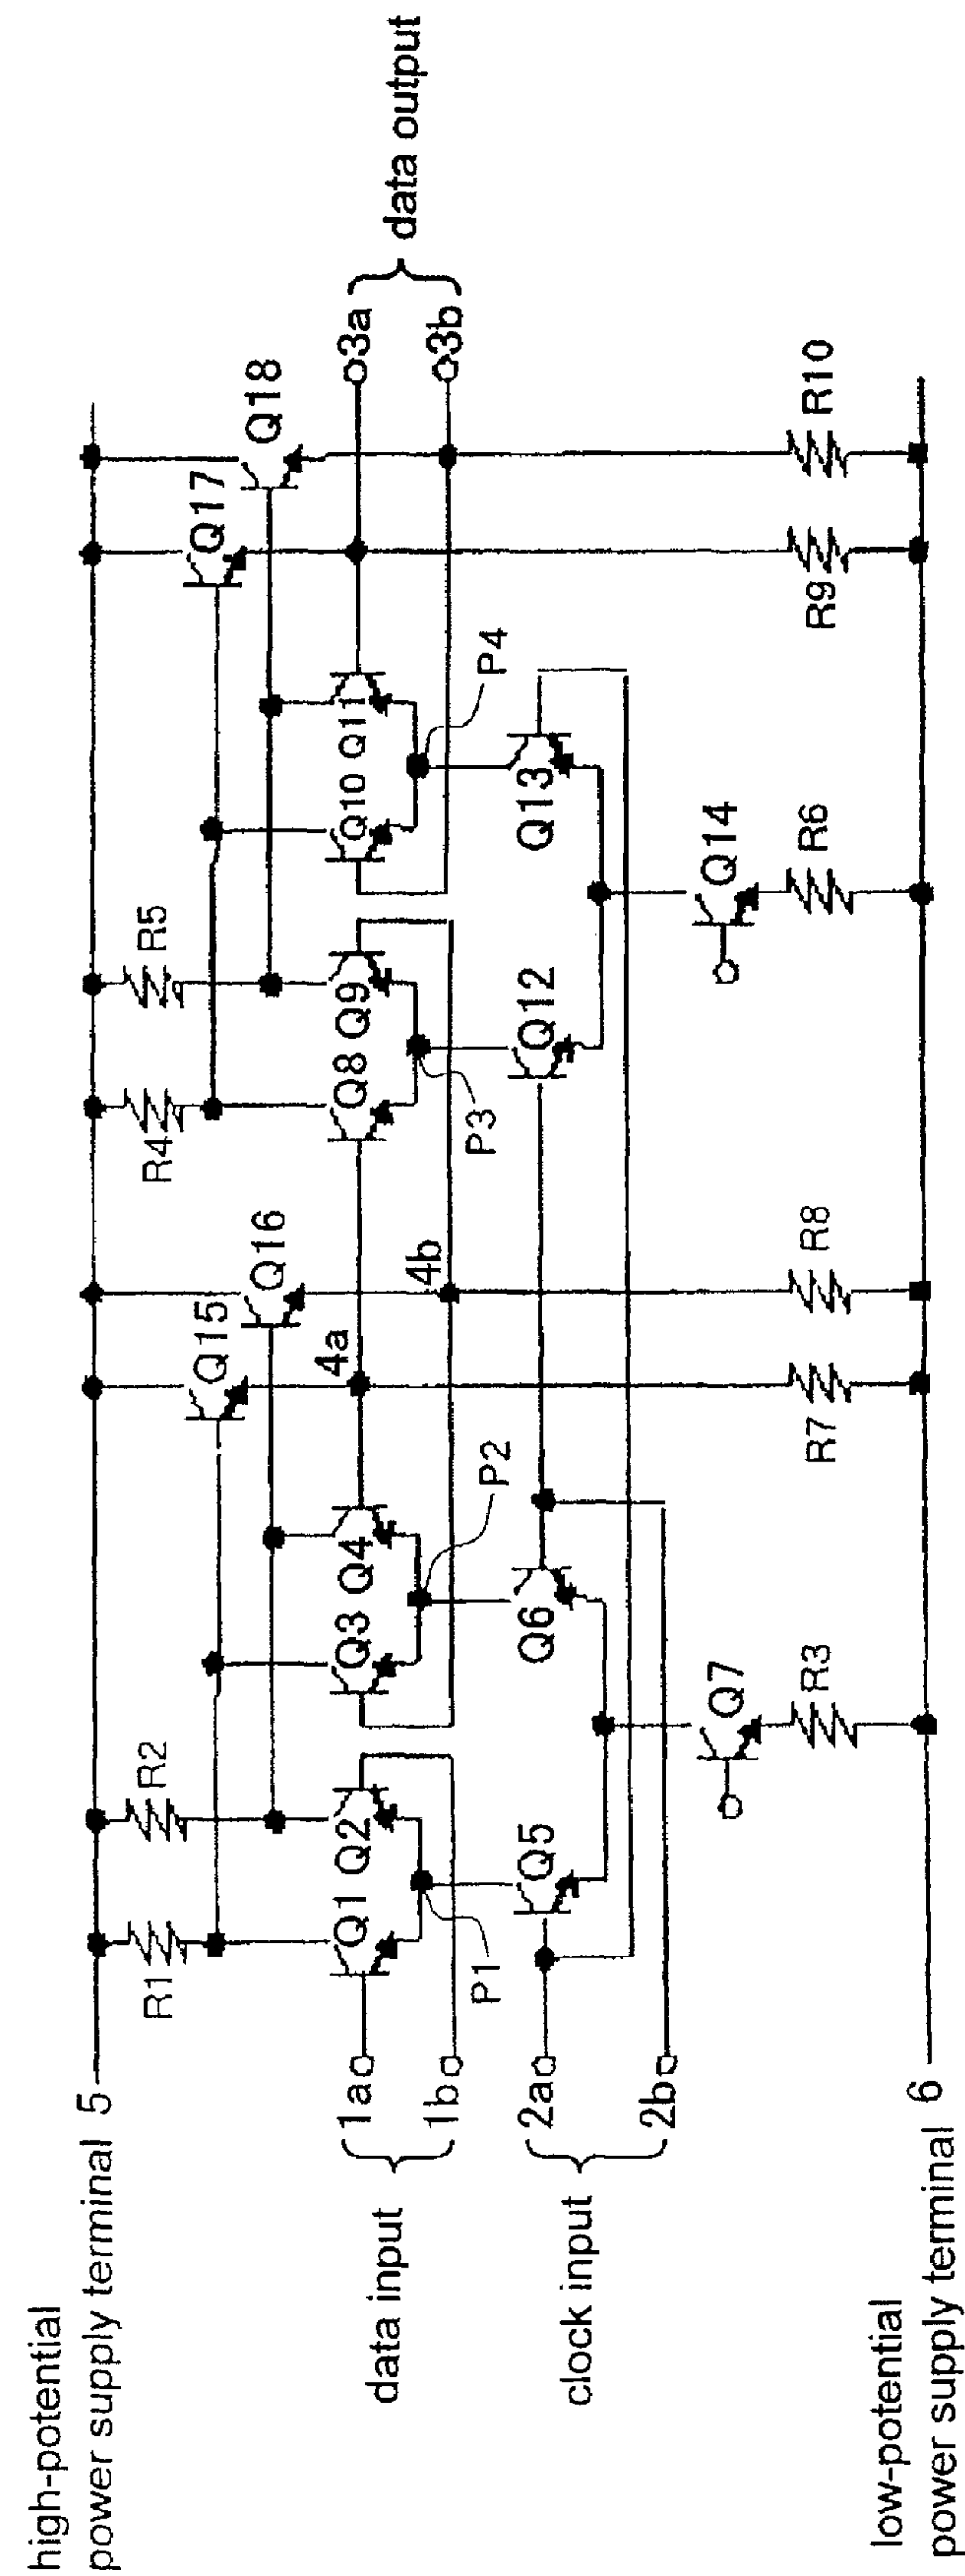 high-potential
power supply terminal 5
R1
R2
Q15
Q16
R4
R5
Q17
Q18
data input
1a
1b
Q1
Q2
Q3
Q4
4a
4b
Q8
Q9
Q10
Q11
3a
3b
data output
P1
P2
P3
P4
clock input
2a
2b
Q5
Q6
Q12
Q13
Q7
Q14
R3
R7
R8
R6
R9
R10
low-potential
power supply terminal 6